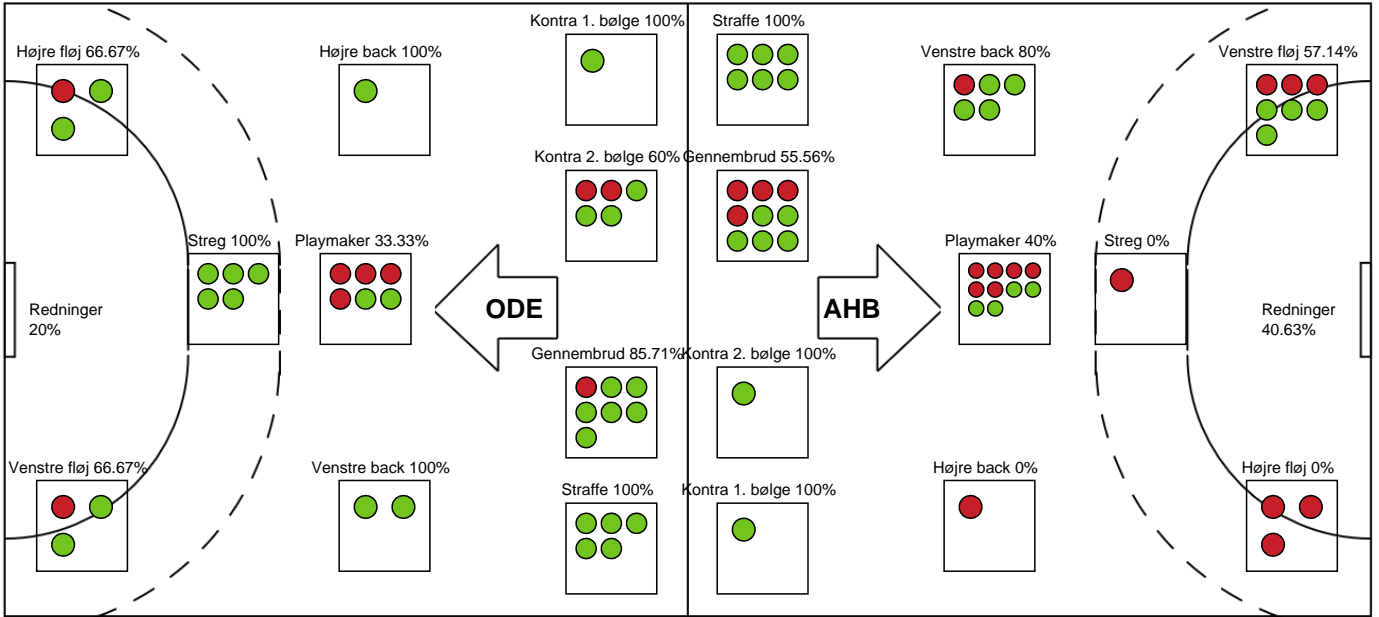 Kontra 1. bølge 100%
Straffe 100%
Højre fløj 66.67%
Højre back 100%
Venstre back 80%
Venstre fløj 57.14%
Kontra 2. bølge 60%
Gennembrud 55.56%
Streg 100%
Playmaker 33.33%
Playmaker 40%
Streg 0%
Redninger
20%
ODE
AHB
Redninger
40.63%
Gennembrud 85.71%
Kontra 2. bølge 100%
Venstre fløj 66.67%
Venstre back 100%
Straffe 100%
Kontra 1. bølge 100%
Højre back 0%
Højre fløj 0%